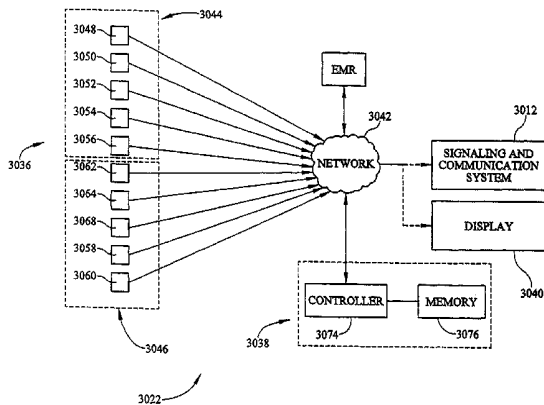 3044
3048
3050
3052
3054
3056
3036
3062
3064
3068
3058
3060
3046
3022
EMR
3042
NETWORK
3012
SIGNALING AND
COMMUNICATION
SYSTEM
DISPLAY
3040
CONTROLLER
MEMORY
3038
3074
3076